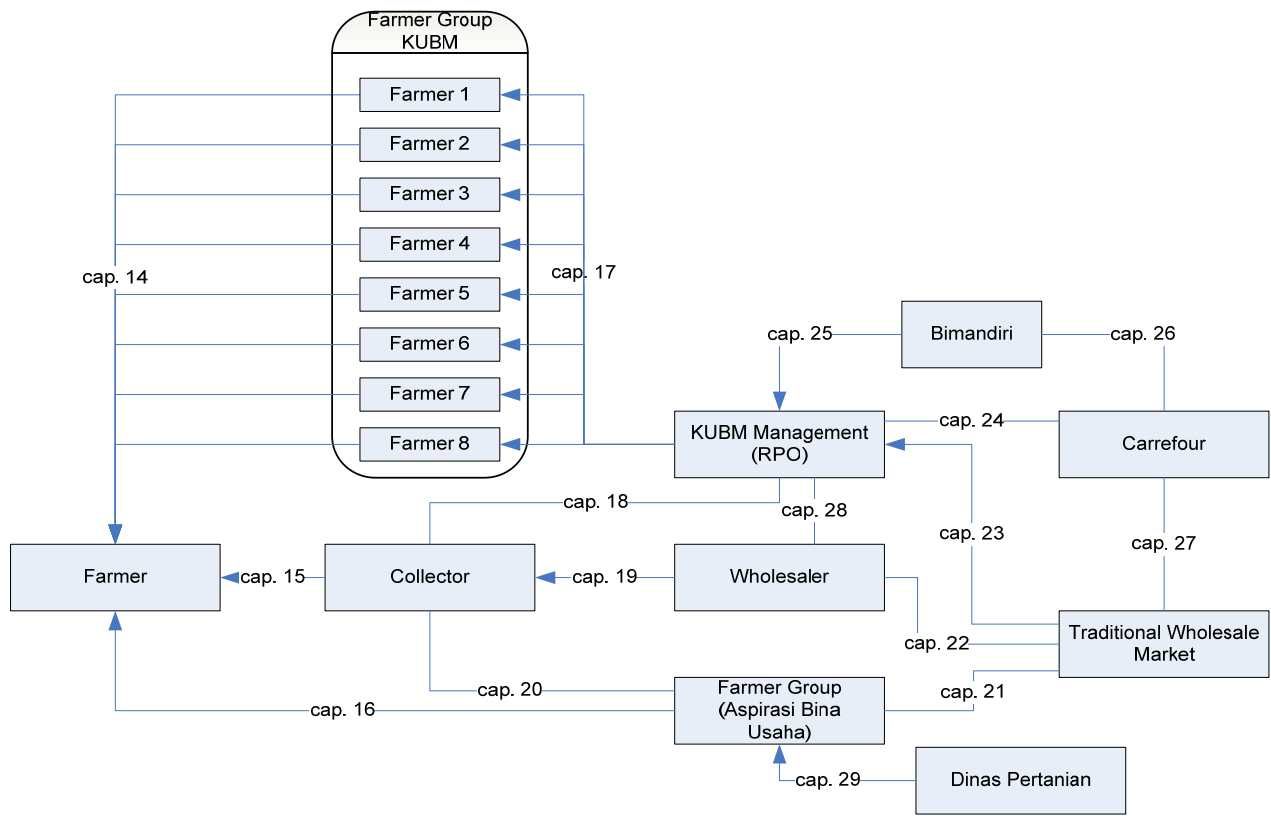 Farmer Group
KUBM
Farmer 1
Farmer 2
Farmer 3
Farmer 4
cap. 14
cap. 17
Farmer 5
Farmer 6
Farmer 7
Farmer 8
cap. 25
Bimandiri
cap. 26
KUBM Management
(RPO)
cap. 24
Carrefour
cap. 18
cap. 28
cap. 23
cap. 27
Farmer
cap. 15
Collector
cap. 19
Wholesaler
cap. 22
Traditional Wholesale
Market
cap. 20
cap. 16
Farmer Group
(Aspirasi Bina
Usaha)
cap. 21
cap. 29
Dinas Pertanian